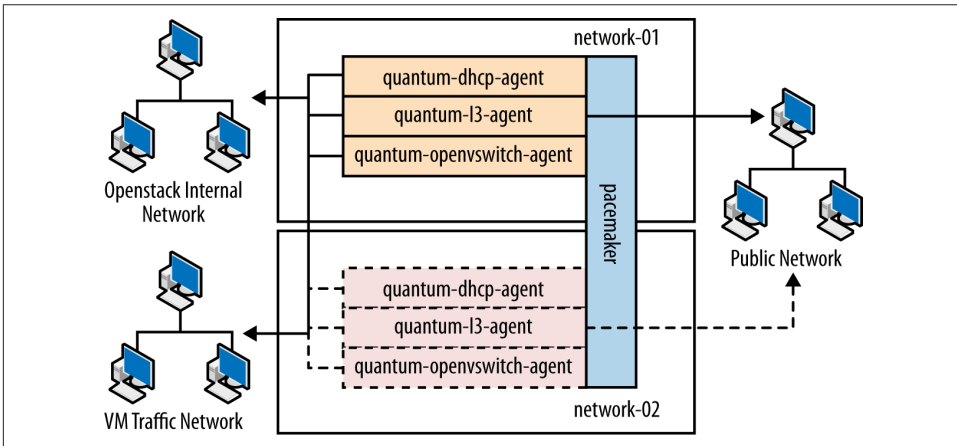 network-01
quantum-dhcp-agent
quantum-l3-agent
quantum-openvswitch-agent
pacemaker
Openstack Internal
Network
Public Network
quantum-dhcp-agent
quantum-l3-agent
quantum-openvswitch-agent
VM Traffic Network
network-02